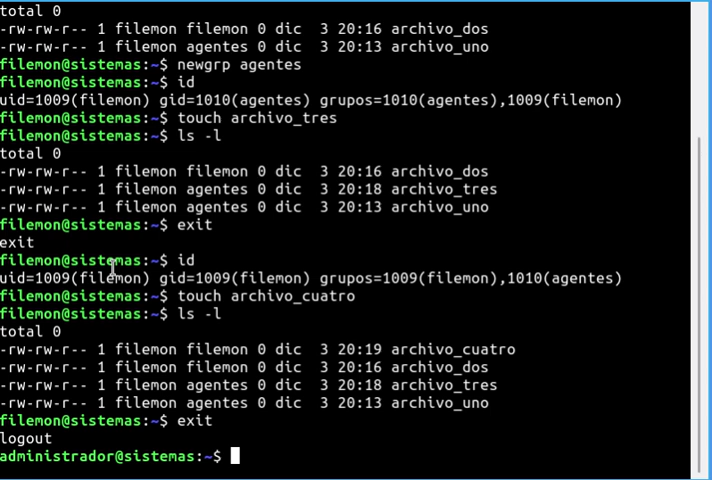 total 0
-rw-rw-r-- 1 filemon filemon 0 dic  3 20:16 archivo_dos
-rw-rw-r-- 1 filemon agentes 0 dic  3 20:13 archivo_uno
filemon@sistemas:~$ newgrp agentes
filemon@sistemas:~$ id
uid=1009(filemon) gid=1010(agentes) grupos=1010(agentes),1009(filemon)
filemon@sistemas:~$ touch archivo_tres
filemon@sistemas:~$ ls -l
total 0
-rw-rw-r-- 1 filemon filemon 0 dic  3 20:16 archivo_dos
-rw-rw-r-- 1 filemon agentes 0 dic  3 20:18 archivo_tres
-rw-rw-r-- 1 filemon agentes 0 dic  3 20:13 archivo_uno
filemon@sistemas:~$ exit
exit
filemon@sistemas:~$ id
uid=1009(filemon) gid=1009(filemon) grupos=1009(filemon),1010(agentes)
filemon@sistemas:~$ touch archivo_cuatro
filemon@sistemas:~$ ls -l
total 0
-rw-rw-r-- 1 filemon filemon 0 dic  3 20:19 archivo_cuatro
-rw-rw-r-- 1 filemon filemon 0 dic  3 20:16 archivo_dos
-rw-rw-r-- 1 filemon agentes 0 dic  3 20:18 archivo_tres
-rw-rw-r-- 1 filemon agentes 0 dic  3 20:13 archivo_uno
filemon@sistemas:~$ exit
logout
administrador@sistemas:~$